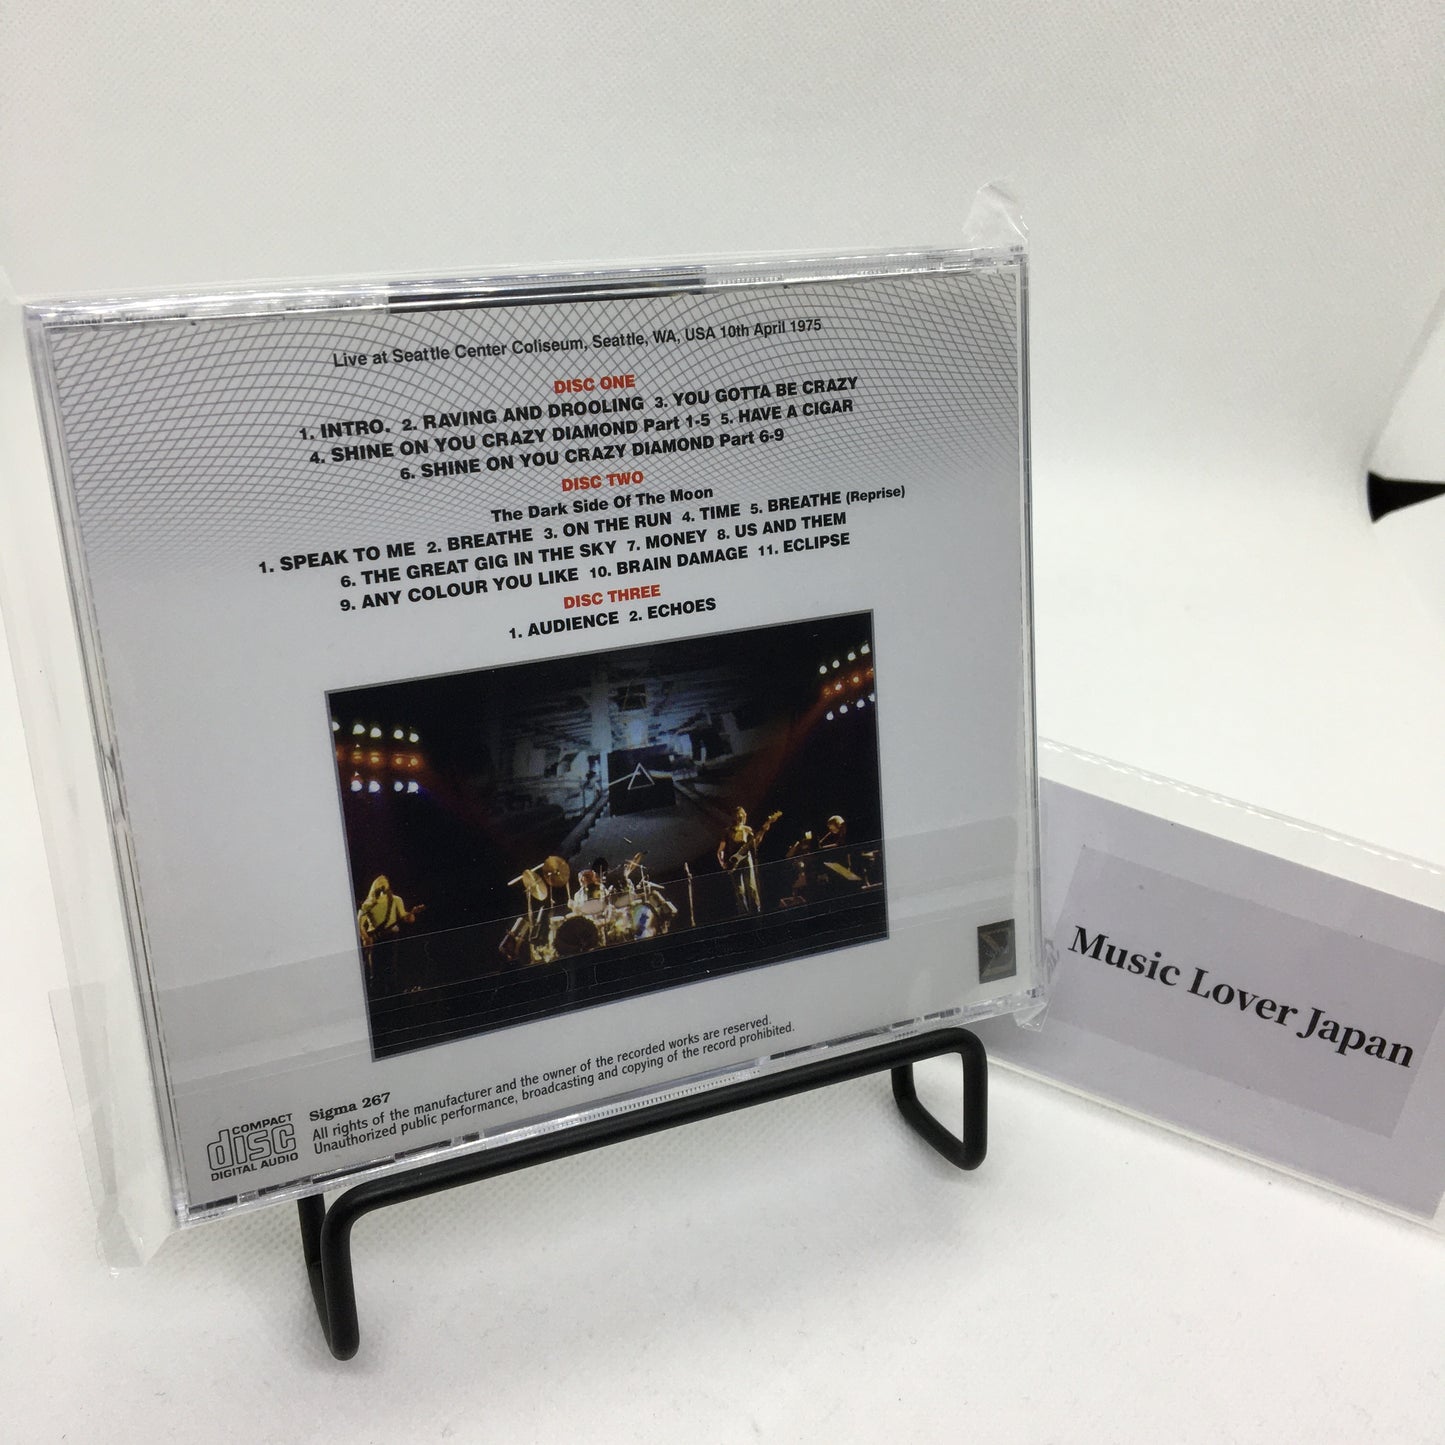 Live at Seattle Center Coliseum, Seattle, WA, USA 10th April 1975
DISC ONE
1. INTRO. 2. RAVING AND DROOLING 3. YOU GOTTA BE CRAZY
4. SHINE ON YOU CRAZY DIAMOND Part 1-5 5. HAVE A CIGAR
6. SHINE ON YOU CRAZY DIAMOND Part 6-9
DISC TWO
The Dark Side Of The Moon
1. SPEAK TO ME 2. BREATHE 3. ON THE RUN 4. TIME 5. BREATHE (Reprise)
6. THE GREAT GIG IN THE SKY 7. MONEY 8. US AND THEM
9. ANY COLOUR YOU LIKE 10. BRAIN DAMAGE 11. ECLIPSE
DISC THREE
1. AUDIENCE 2. ECHOES
COMPACT
disc
DIGITAL AUDIO
Sigma 267
All rights of the manufacturer and the owner of the recorded works are reserved.
Unauthorized public performance, broadcasting and copying of the record prohibited.
Music Lover Japan